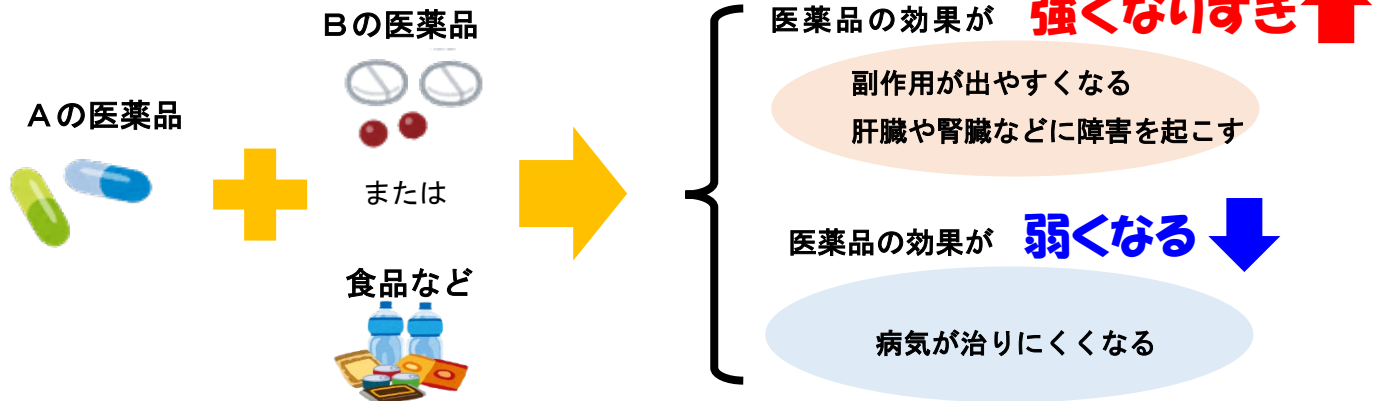 Aの医薬品
Bの医薬品
または
食品など
医薬品の効果が 強くなりすぎ
副作用が出やすくなる
肝臓や腎臓などに障害を起こす
医薬品の効果が 弱くなる
病気が治りにくくなる